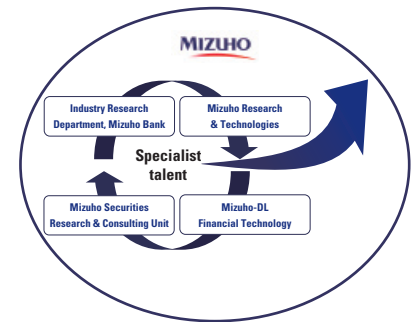 MIZUHO
Industry Research
Department, Mizuho Bank
Mizuho Research
& Technologies
Specialist
talent
Mizuho Securities
Research & Consulting Unit
Mizuho-DL
Financial Technology